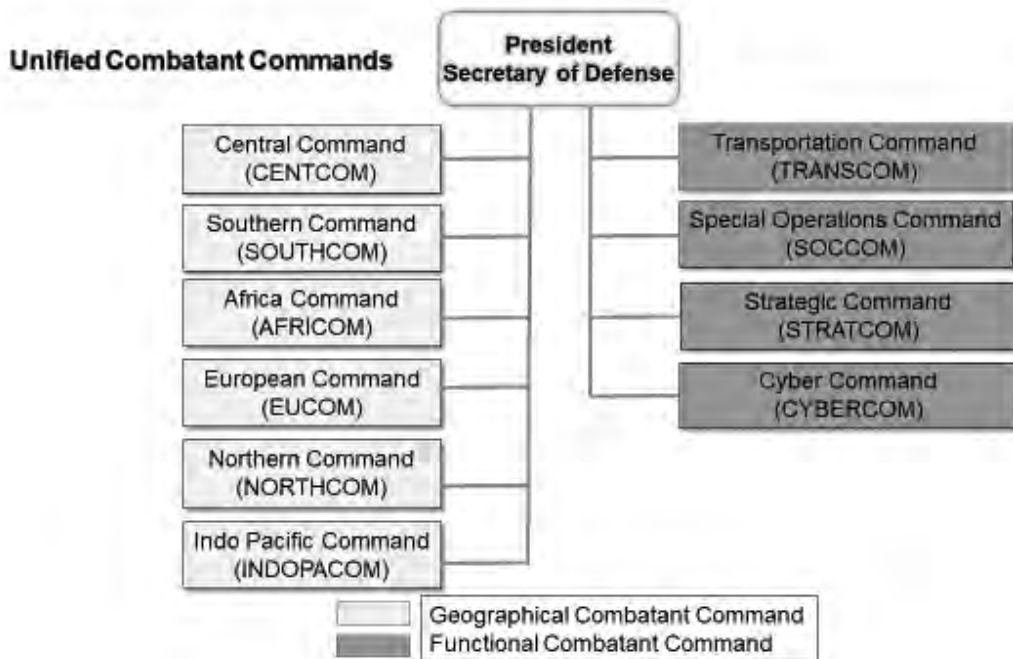 Unified Combatant Commands
President
Secretary of Defense
Central Command
(CENTCOM)
Southern Command
(SOUTHCOM)
Africa Command
(AFRICOM)
European Command
(EUCOM)
Northern Command
(NORTHCOM)
Indo Pacific Command
(INDOPACOM)
Transportation Command
(TRANSCOM)
Special Operations Command
(SOCCOM)
Strategic Command
(STRATCOM)
Cyber Command
(CYBERCOM)
Geographical Combatant Command
Functional Combatant Command